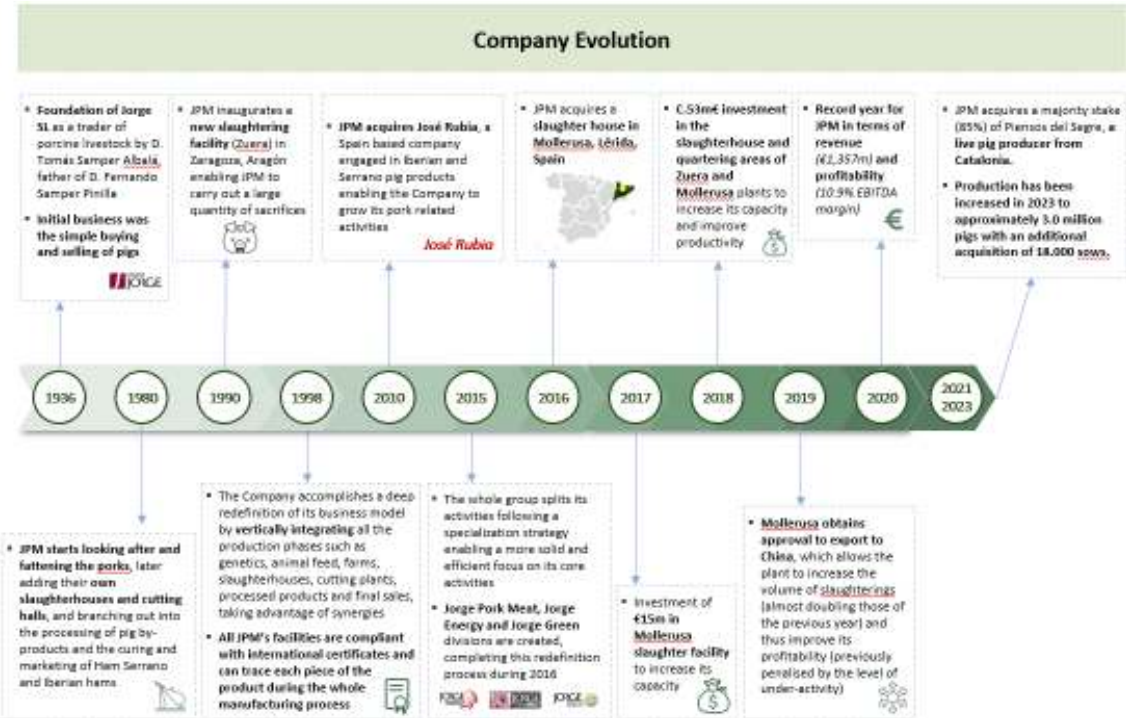 Company Evolution
Foundation of Jorge
SL as a trader of
porcine livestock by D.
Tomás Samper Albalá,
father of D. Fernando
Samper Pinilla
Initial business was
the simple buying
and selling of pigs
JORGE
JPM inaugurates a
new slaughtering
facility (Zuera) in
Zaragoza, Aragón
enabling JPM to
carry out a large
quantity of sacrifices
JPM acquires José Rubia, a
Spain based company
engaged in Iberian and
Serrano pig products
enabling the Company to
grow its pork related
activities
José Rubia
JPM acquires a
slaughter house in
Mollerusa, Lérida,
Spain
C.53m€ investment
in the
slaughterhouse and
quartering areas of
Zuera and
Mollerusa plants to
increase its capacity
and improve
productivity
Record year for
JPM in terms of
revenue
(€1,357m) and
profitability
(10.9% EBITDA
margin)
€
JPM acquires a majority stake
(85%) of Piensos del Segre, a
live pig producer from
Catalonia.
Production has been
increased in 2023 to
approximately 3.0 million
pigs with an additional
acquisition of 18.000 sows.
1936
1980
1990
1998
2010
2015
2016
2017
2018
2019
2020
2021
2023
JPM starts looking after and
fattening the porks, later
adding their own
slaughterhouses and cutting
halls, and branching out into
the processing of pig by-
products and the curing and
marketing of Ham Serrano
and Iberian hams
The Company accomplishes a deep
redefinition of its business model
by vertically integrating all the
production phases such as
genetics, animal feed, farms,
slaughterhouses, cutting plants,
processed products and final sales,
taking advantage of synergies
All JPM's facilities are compliant
with international certificates and
can trace each piece of the
product during the whole
manufacturing process
The whole group splits its
activities following a
specialization strategy
enabling a more solid and
efficient focus on its core
activities
Jorge Pork Meat, Jorge
Energy and Jorge Green
divisions are created,
completing this redefinition
process during 2016
JORGE
JORGE
JORGE
Investment of
€15m in
Mollerusa
slaughter facility
to increase its
capacity
Mollerusa obtains
approval to export to
China, which allows the
plant to increase the
volume of slaughterings
(almost doubling those of
the previous year) and
thus improve its
profitability (previously
penalised by the level of
under-activity)